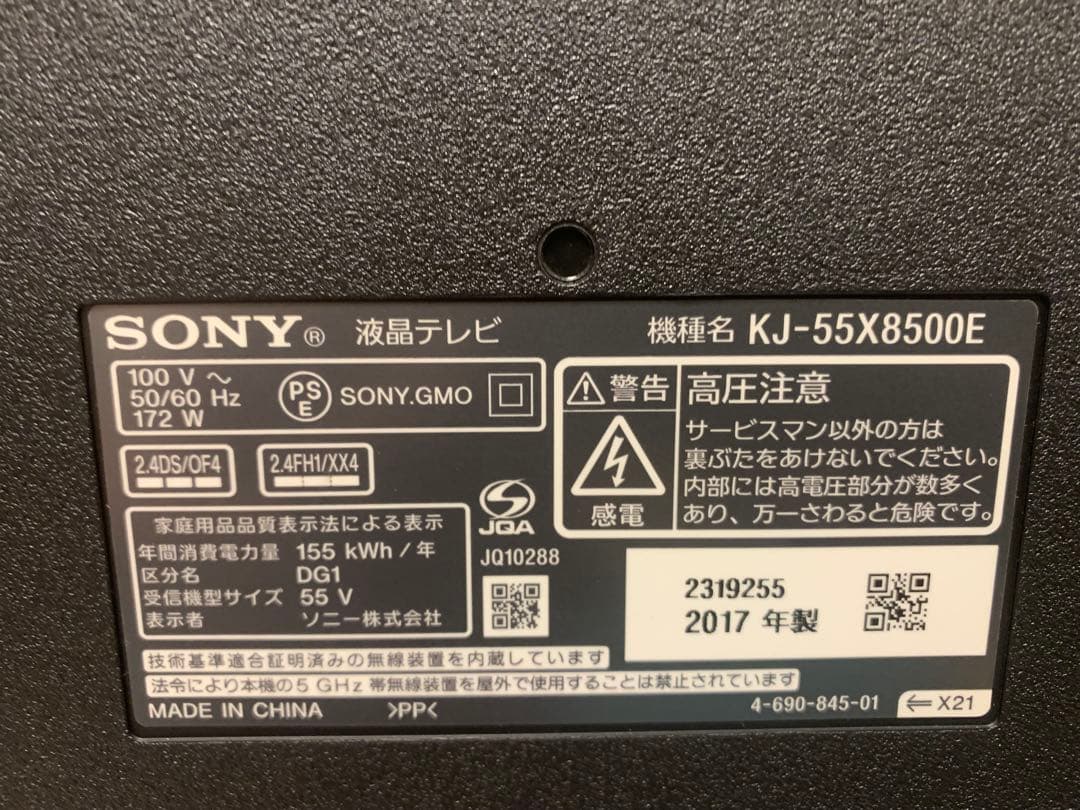 SONY® 液晶テレビ 機種名 KJ-55X8500E
100 V ～
50/60 Hz
172 W
PS
E
SONY.GMO
2.4DS/OF4
2.4FH1/XX4
家庭用品品質表示法による表示
年間消費電力量 155 kWh / 年
区分名 DG1
受信機型サイズ 55 V
表示者 ソニー株式会社
JQA
JQ10288
警告
感電
高圧注意
サービスマン以外の方は
裏ぶたをあけないでください。
内部には高電圧部分が数多く
あり、万一さわると危険です。
2319255
2017 年製
技術基準適合証明済みの無線装置を内蔵しています
法令により本機の5 GHz 帯無線装置を屋外で使用することは禁止されています
MADE IN CHINA >PP<
4-690-845-01 ⇐ X21